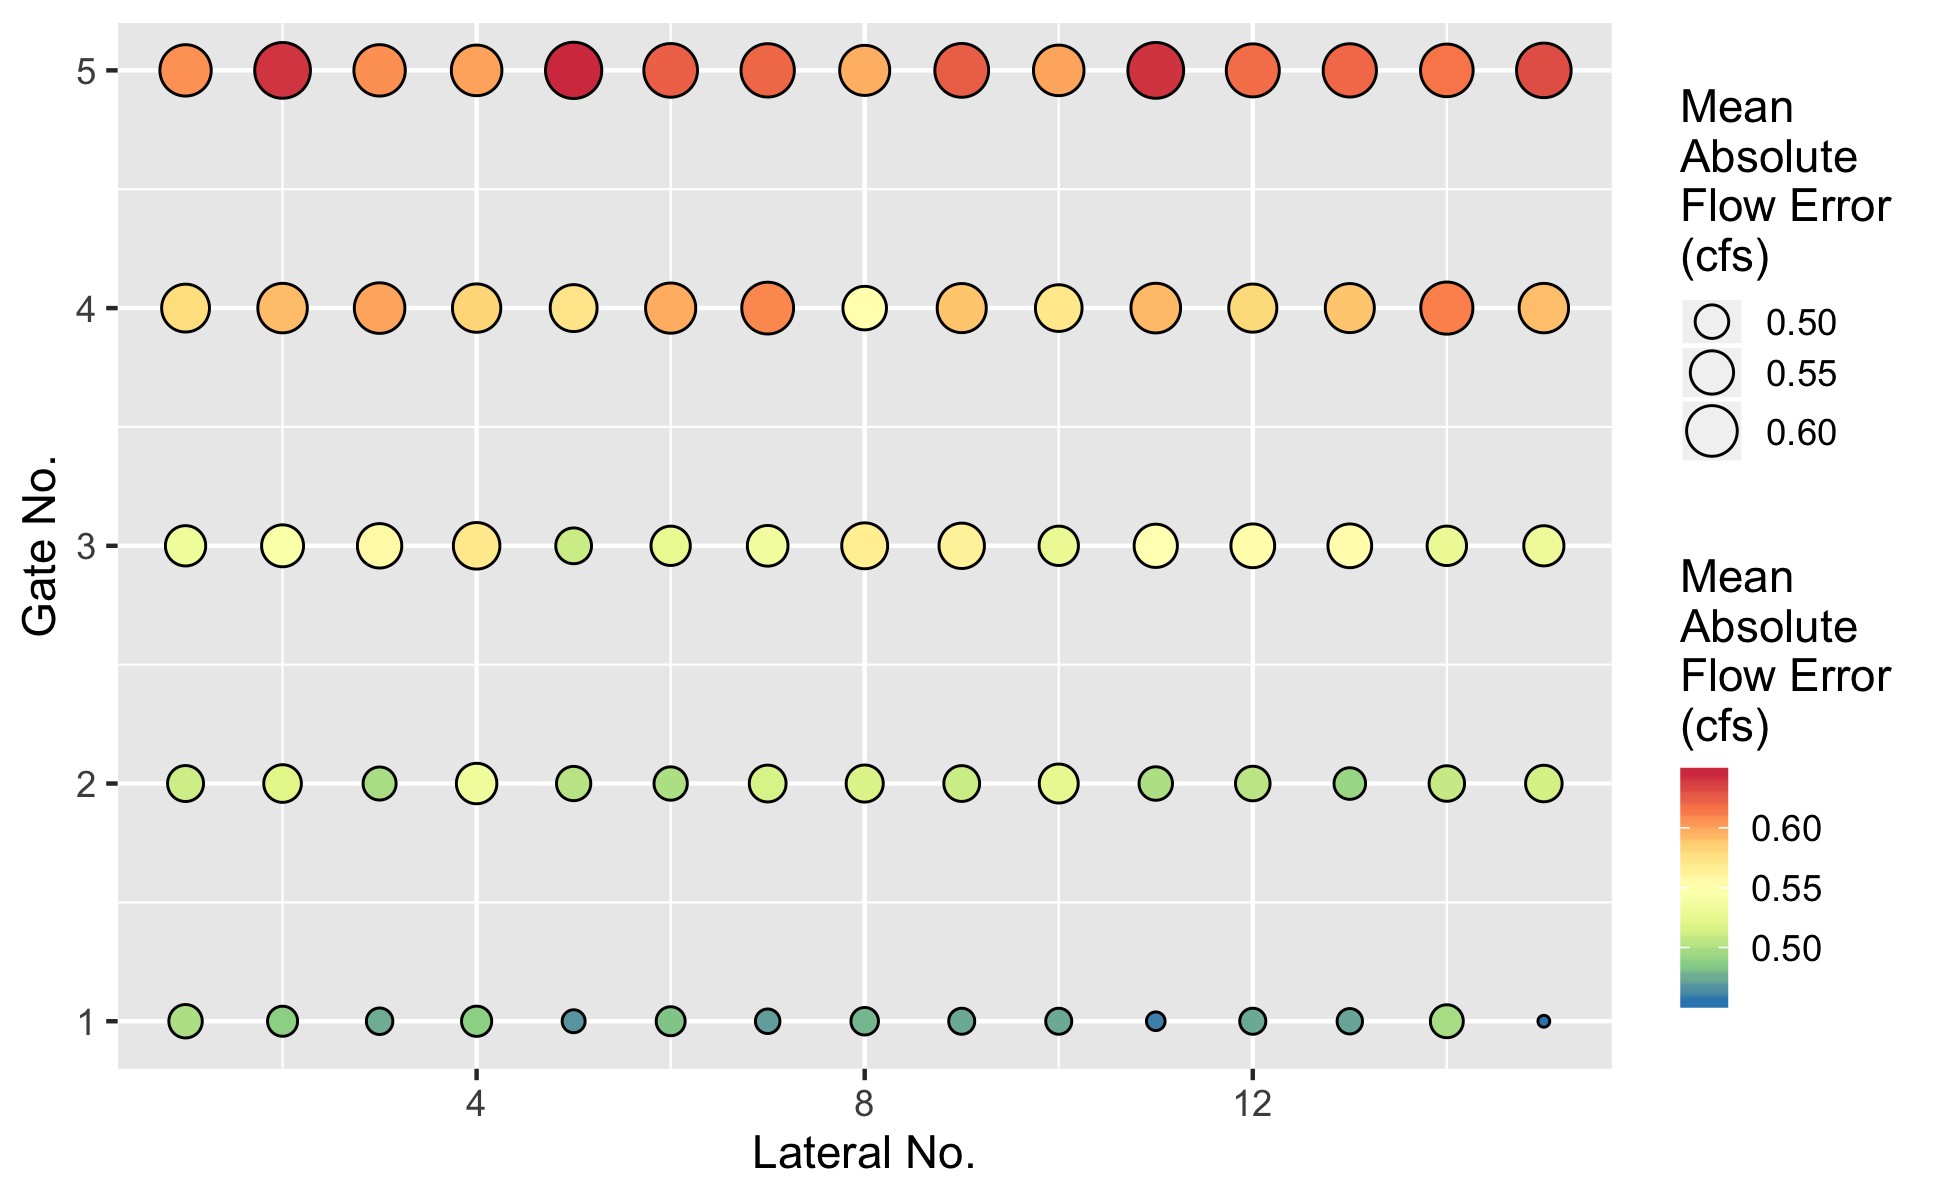 5
4
3
2
1
Gate No.
4 8 12
Lateral No.
Mean
Absolute
Flow Error
(cfs)
0.50
0.55
0.60
Mean
Absolute
Flow Error
(cfs)
0.60
0.55
0.50